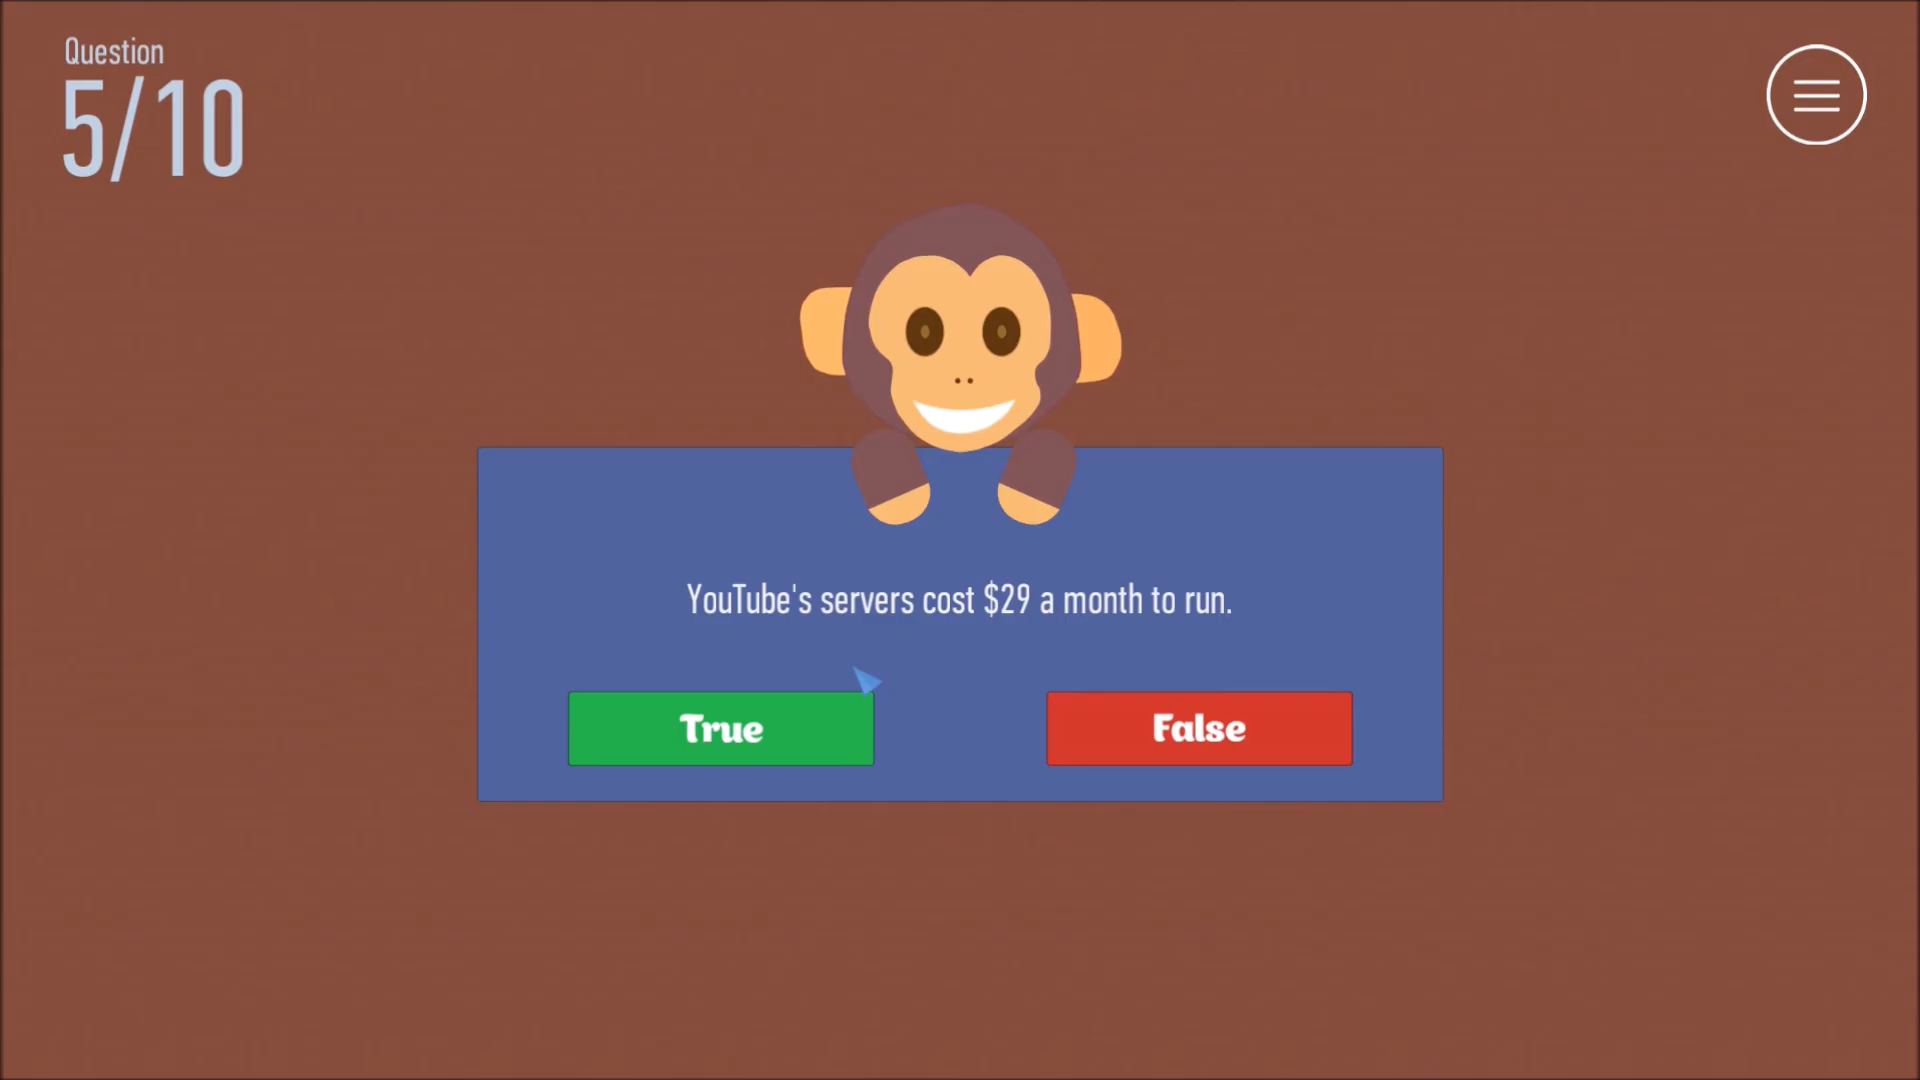 Question
5/10
YouTube's servers cost $29 a month to run.
True
False